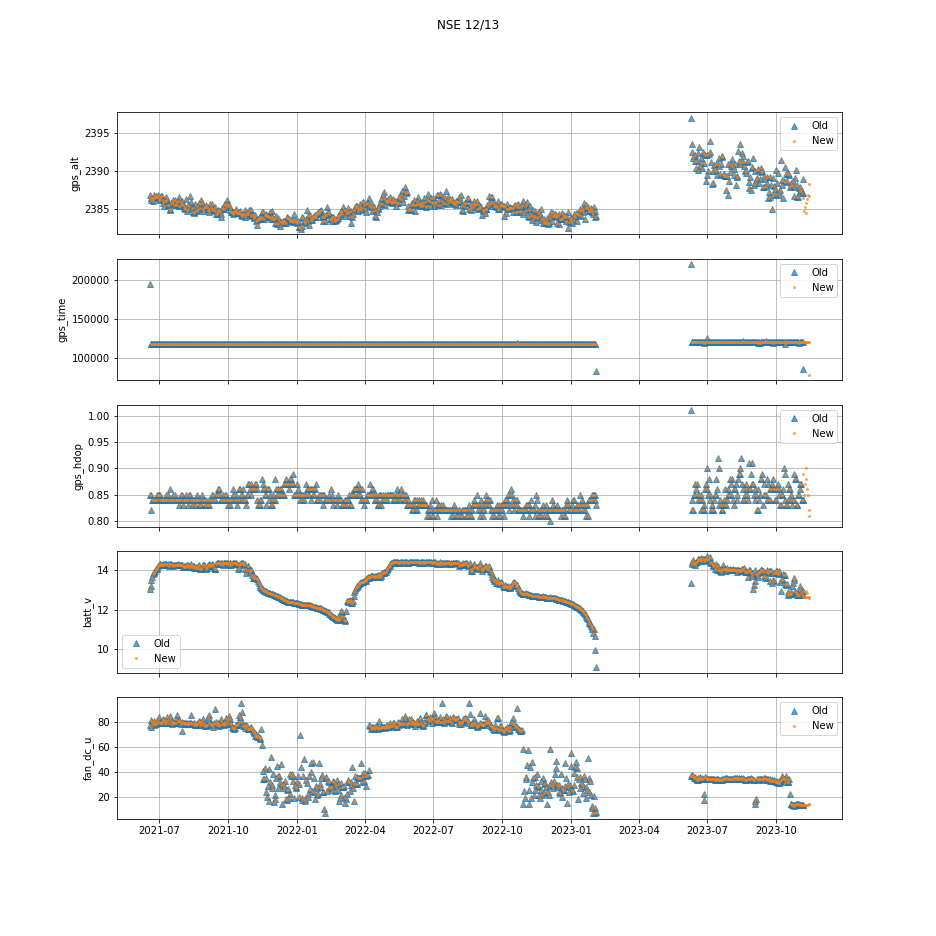 NSE 12/13
gps_alt
2395
2390
2385
Old
New
gps_time
200000
150000
100000
Old
New
gps_hdop
1.00
0.95
0.90
0.85
0.80
Old
New
batt_v
14
12
10
Old
New
fan_dc_u
80
60
40
20
Old
New
2021-07 2021-10 2022-01 2022-04 2022-07 2022-10 2023-01 2023-04 2023-07 2023-10